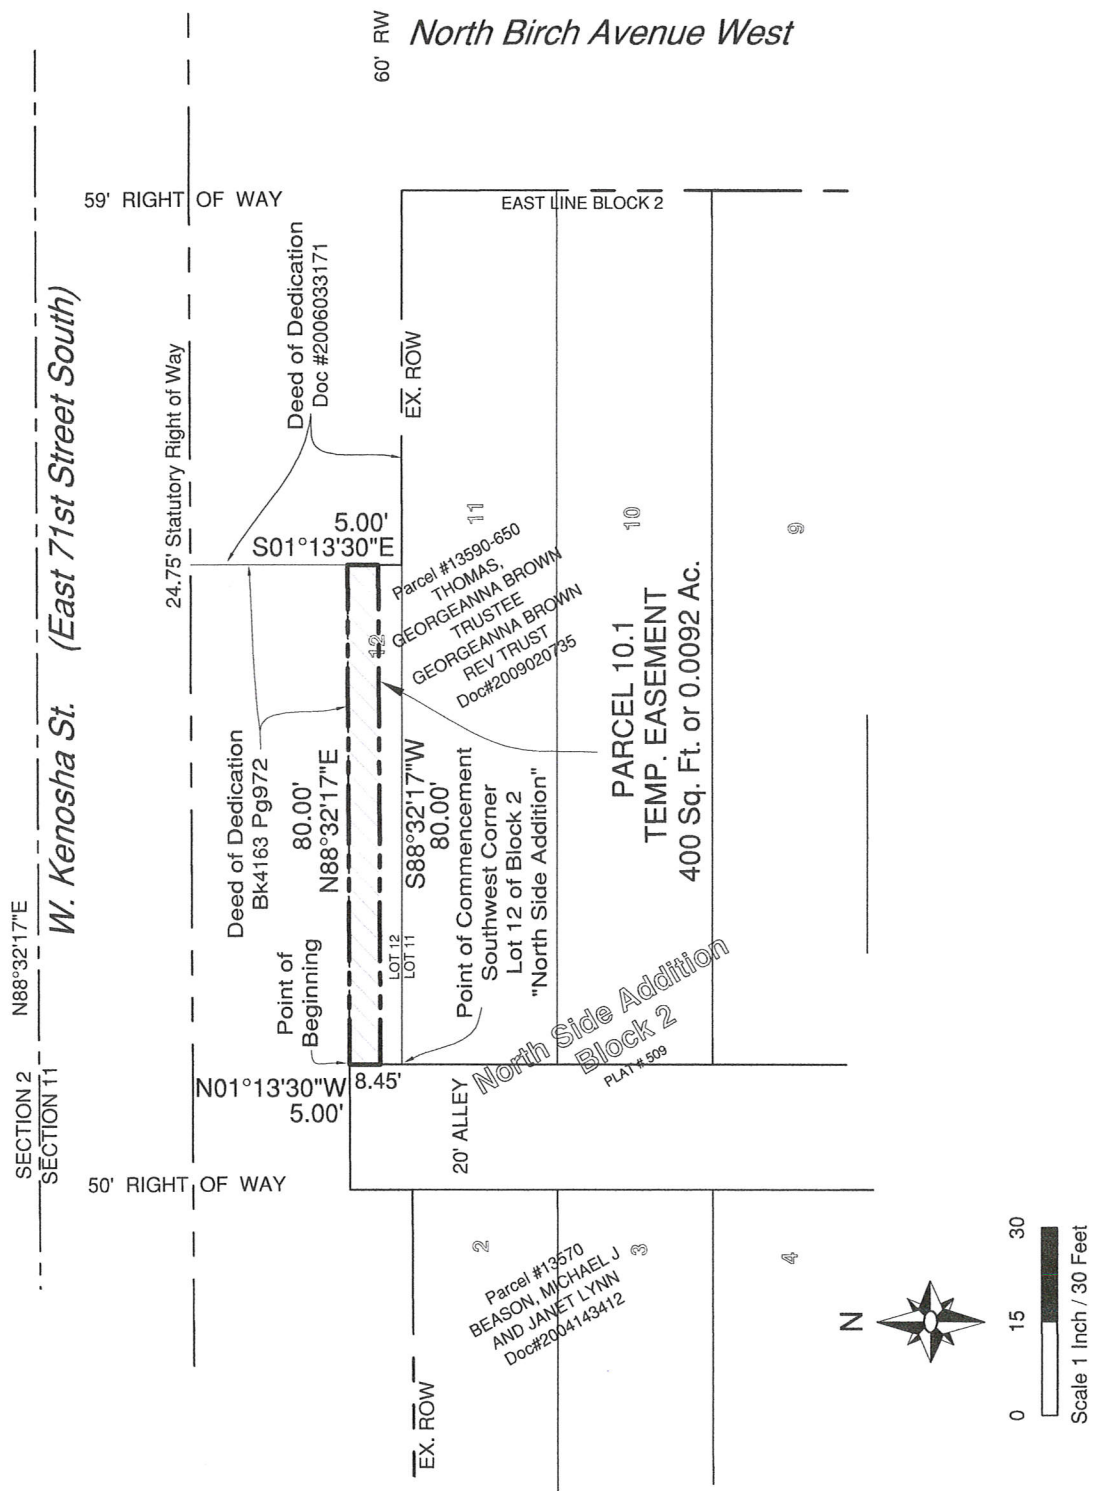 North Birch Avenue West
60' RW
59' RIGHT OF WAY
EAST LINE BLOCK 2
N88°32'17"E
SECTION 2
SECTION 11
W. Kenosha St. (East 71st Street South)
24.75' Statutory Right of Way
50' RIGHT OF WAY
Deed of Dedication
Doc #2006033171
EX. ROW
5.00'
S01°13'30"E
Deed of Dedication
Bk4163 Pg972
80.00'
N88°32'17"E
S88°32'17"W
80.00'
Point of
Beginning
LOT 12
LOT 11
Point of Commencement
Southwest Corner
Lot 12 of Block 2
"North Side Addition"
N01°13'30"W
5.00'
8.45'
12
11
10
9
Parcel #13590-650
THOMAS,
GEORGEANNA BROWN
TRUSTEE
GEORGEANNA BROWN
REV TRUST
Doc#2009020735
PARCEL 10.1
TEMP. EASEMENT
400 Sq. Ft. or 0.0092 Ac.
North Side Addition
Block 2
PLAT # 509
20' ALLEY
2
3
4
Parcel #13570
BEASON, MICHAEL J
AND JANET LYNN
Doc#2004143412
EX. ROW
N
0 15 30
Scale 1 Inch / 30 Feet